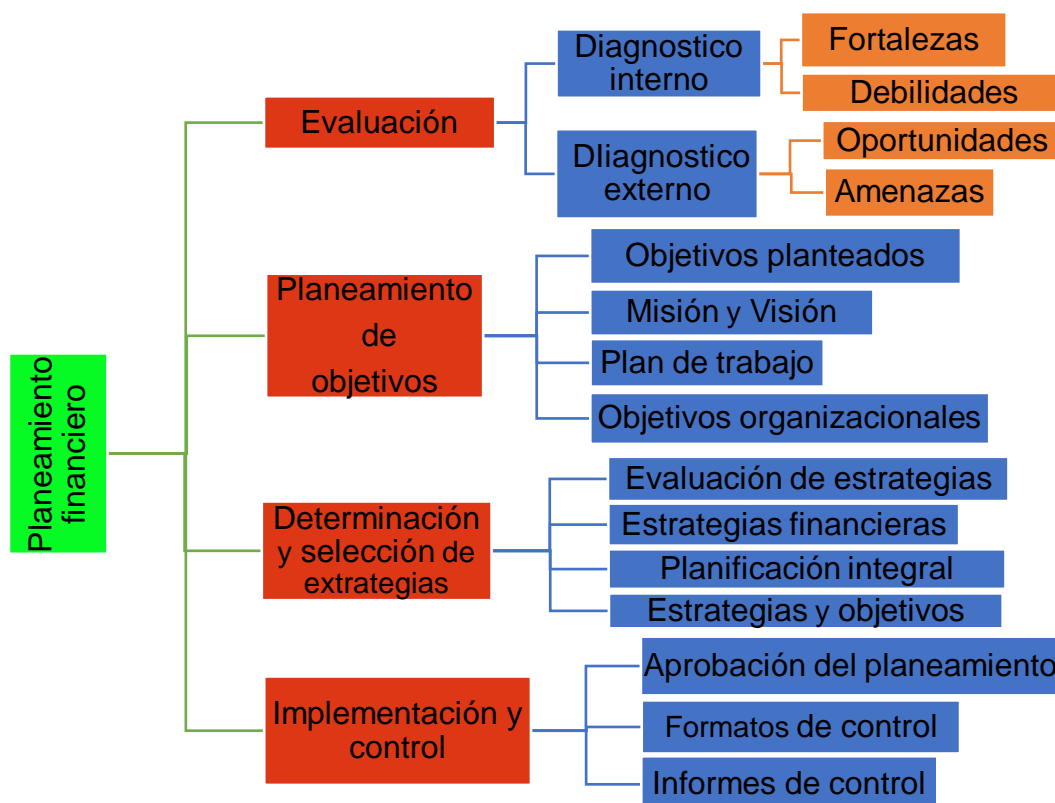 Planeamiento
financiero
Evaluación
Diagnostico
interno
Fortalezas
Debilidades
DIiagnostico
externo
Oportunidades
Amenazas
Planeamiento
de
objetivos
Objetivos planteados
Misión y Visión
Plan de trabajo
Objetivos organizacionales
Determinación
y selección de
extrategias
Evaluación de estrategias
Estrategias financieras
Planificación integral
Estrategias y objetivos
Implementación y
control
Aprobación del planeamiento
Formatos de control
Informes de control